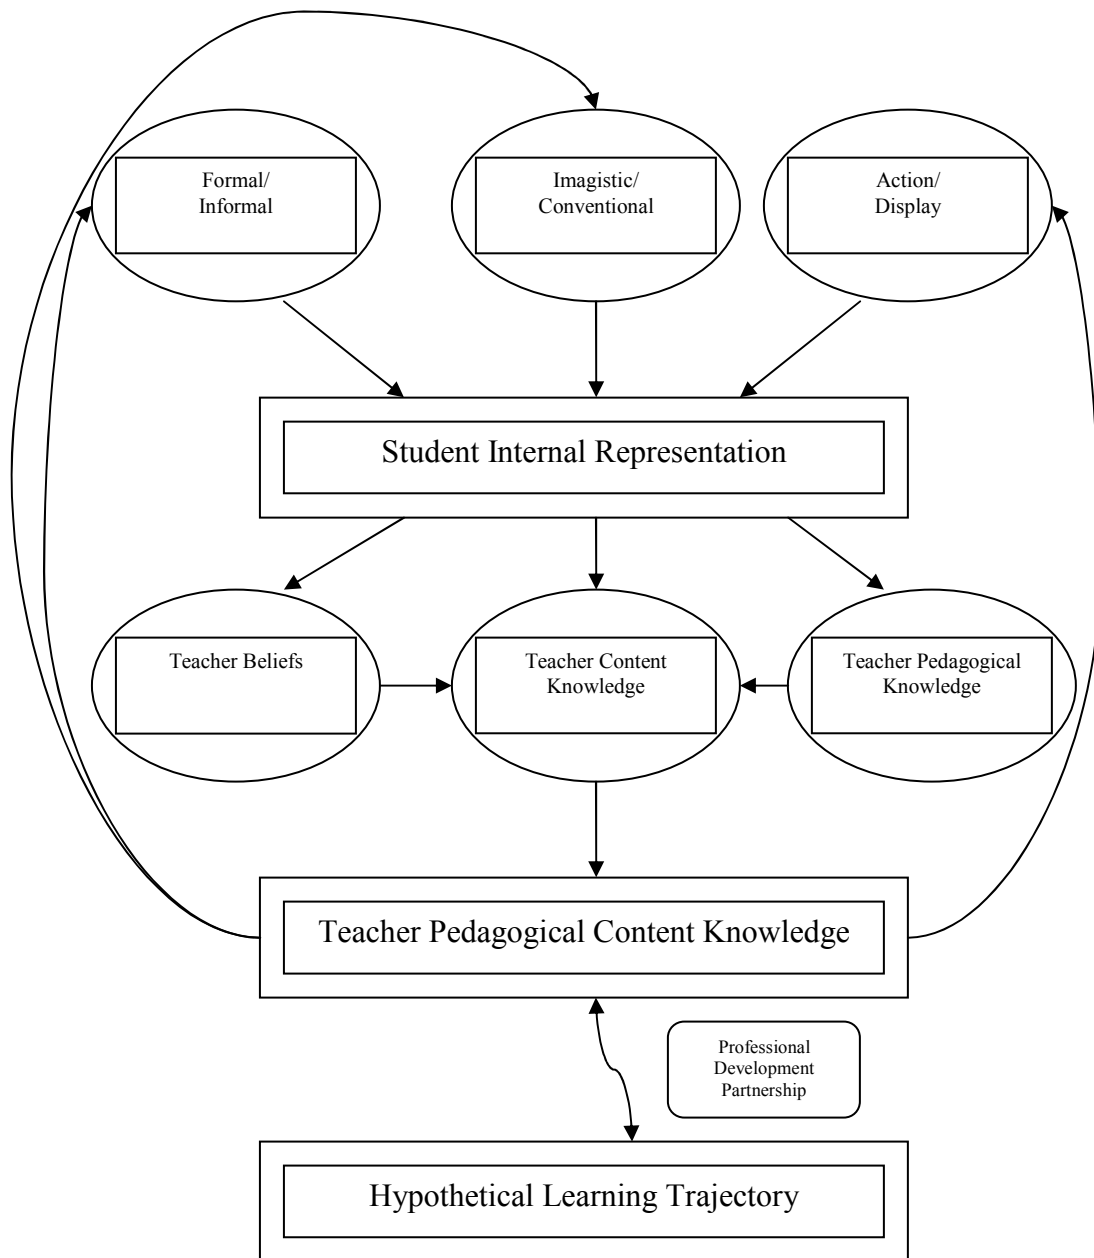 Formal/
Informal
Imagistic/
Conventional
Action/
Display
Student Internal Representation
Teacher Beliefs
Teacher Content
Knowledge
Teacher Pedagogical
Knowledge
Teacher Pedagogical Content Knowledge
Professional
Development
Partnership
Hypothetical Learning Trajectory